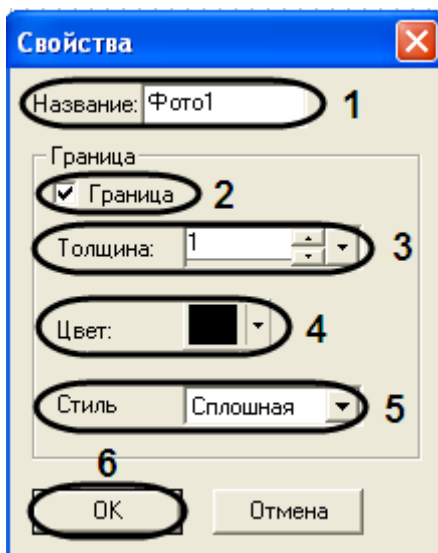 Свойства
Название: Фото1 1
Граница
Граница 2
Толщина: 1 3
Цвет: 4
Стиль Сплошная 5
6
OK Отмена